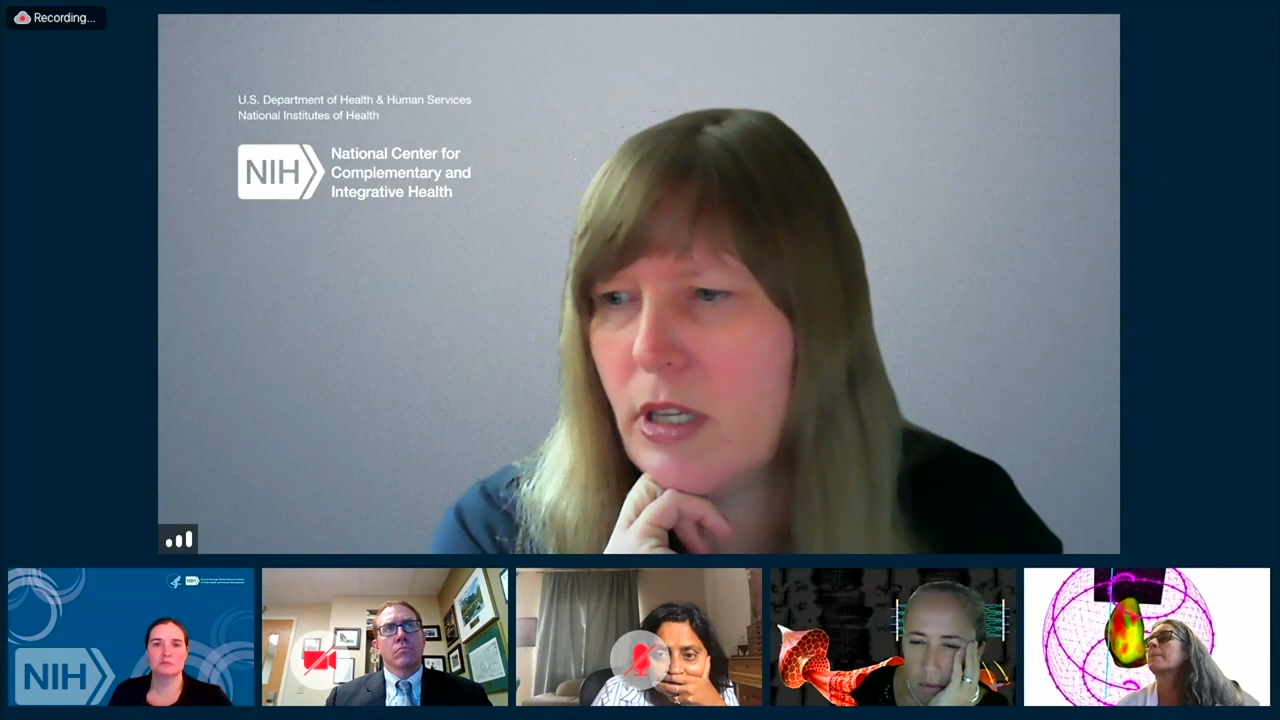 Recording...
U.S. Department of Health & Human Services
National Institutes of Health
NIH
National Center for
Complementary and
Integrative Health
NIH
NIH